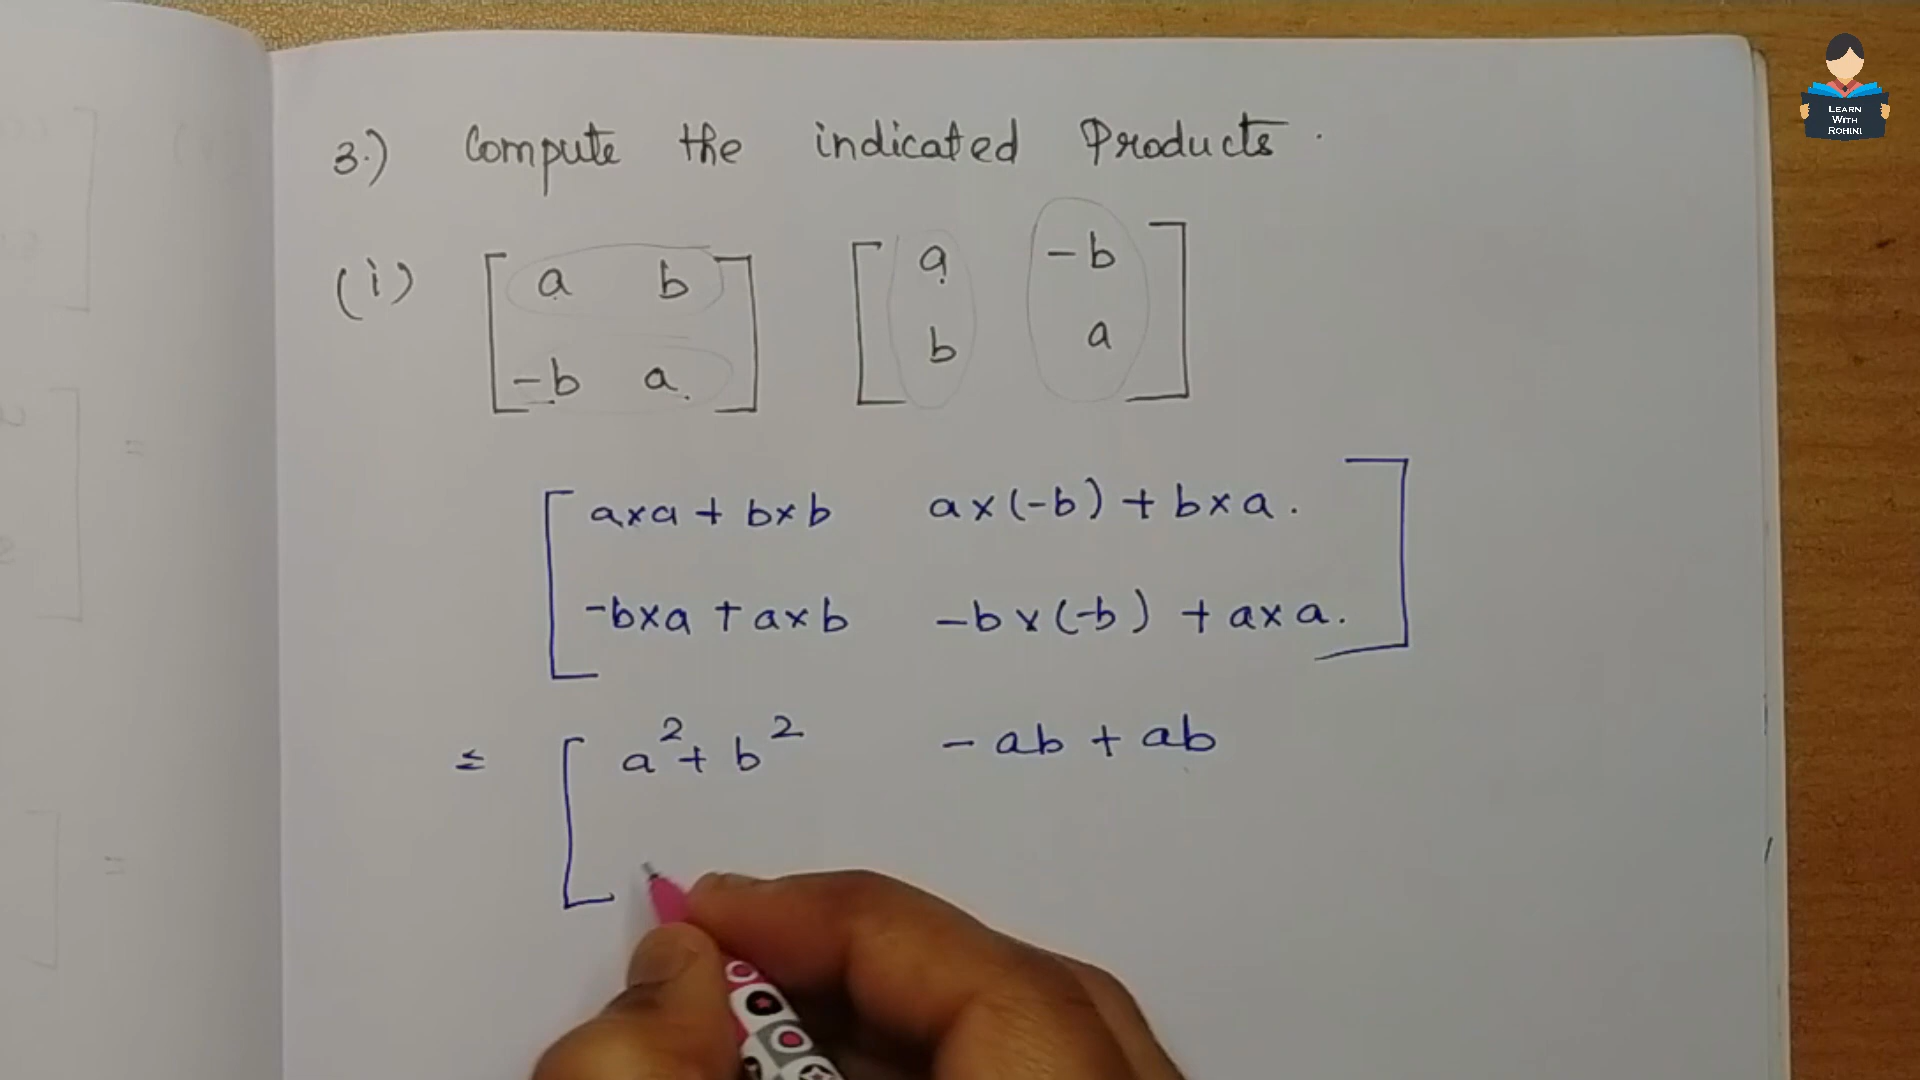 3.) Compute the indicated Products.
(i) [ a b [ a -b
-b a ] b a ]
[ a×a + b×b a×(-b) + b×a.
-b×a + a×b -b×(-b) + a×a. ]
= [ a² + b² - ab + ab
LEARN
WITH
ROHINI